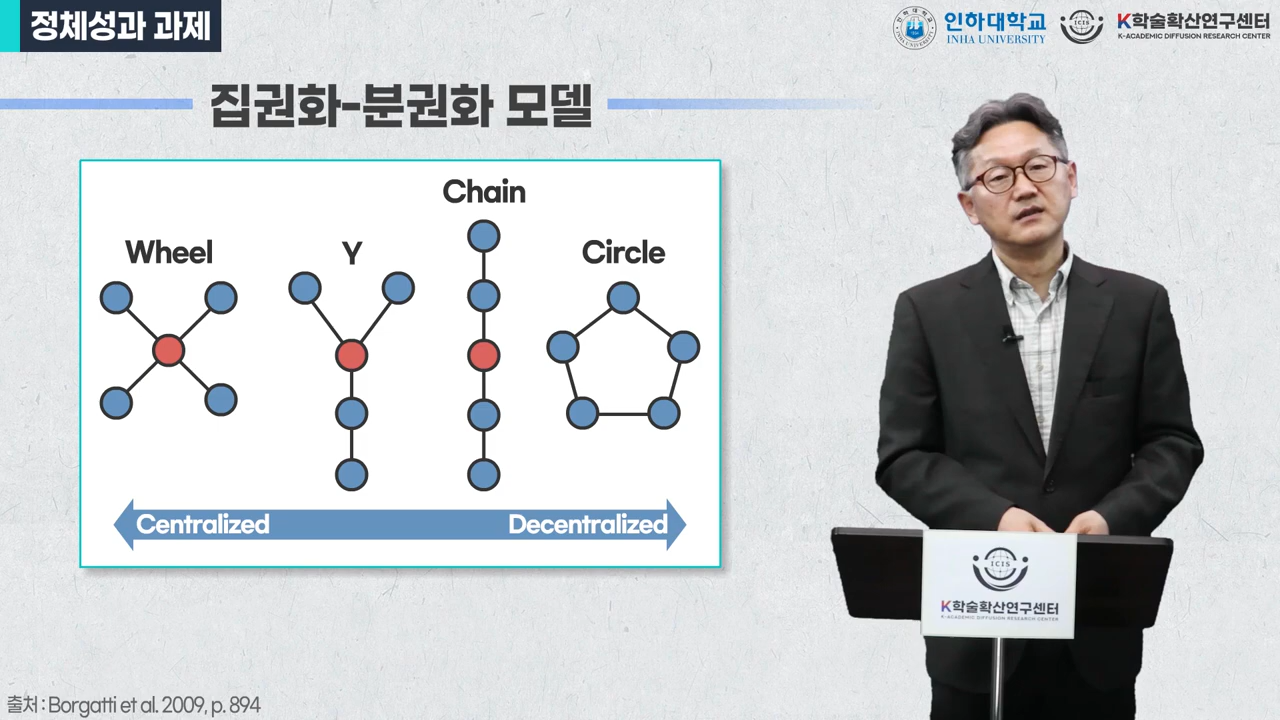 정체성과 과제
인하대학교
INHA UNIVERSITY
ICIS
K학술확산연구센터
K-ACADEMIC DIFFUSION RESEARCH CENTER
집권화-분권화 모델
Chain
Wheel
Y
Circle
Centralized
Decentralized
ICIS
K학술확산연구센터
K-ACADEMIC DIFFUSION RESEARCH CENTER
출처 : Borgatti et al. 2009, p. 894